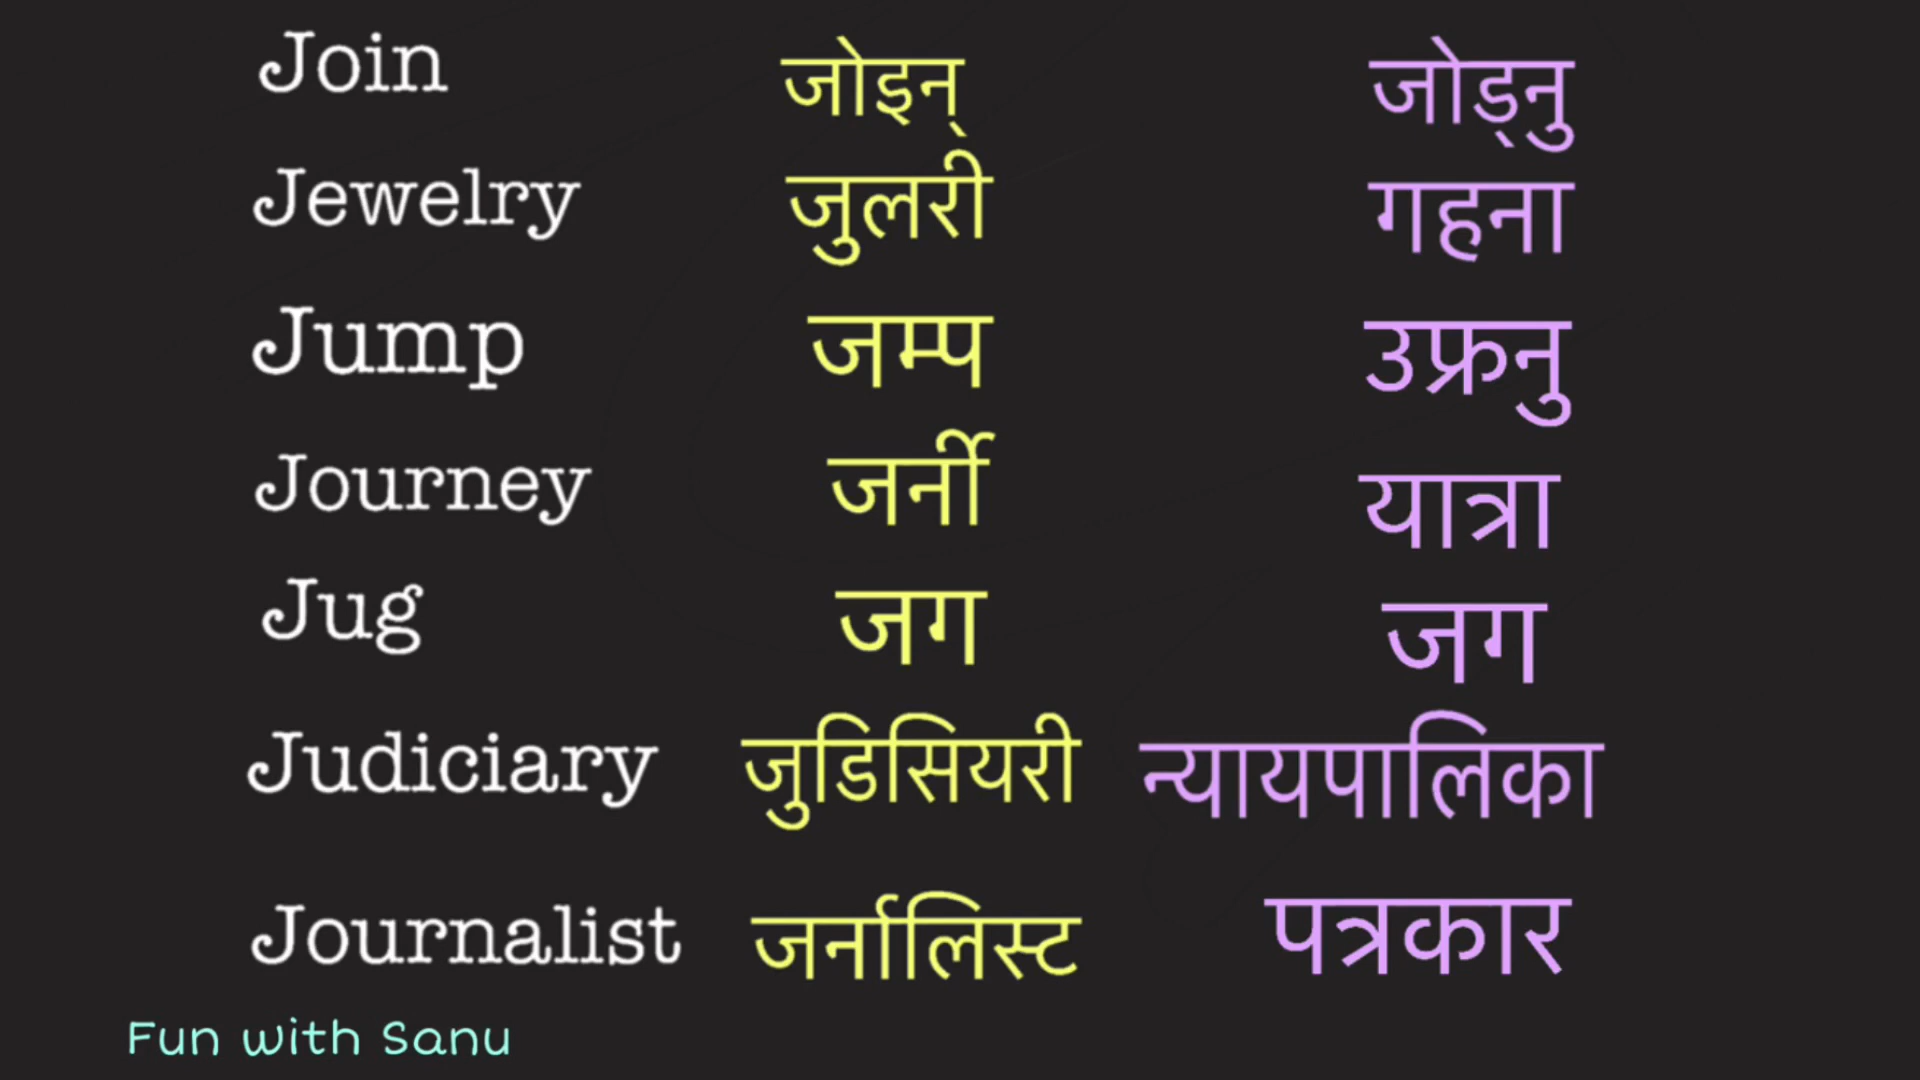 Join जोइन् जोड्नु
Jewelry जुलरी गहना
Jump जम्प उफ्रनु
Journey जर्नी यात्रा
Jug जग जग
Judiciary जुडिसियरी न्यायपालिका
Journalist जर्नालिस्ट पत्रकार
Fun with Sanu